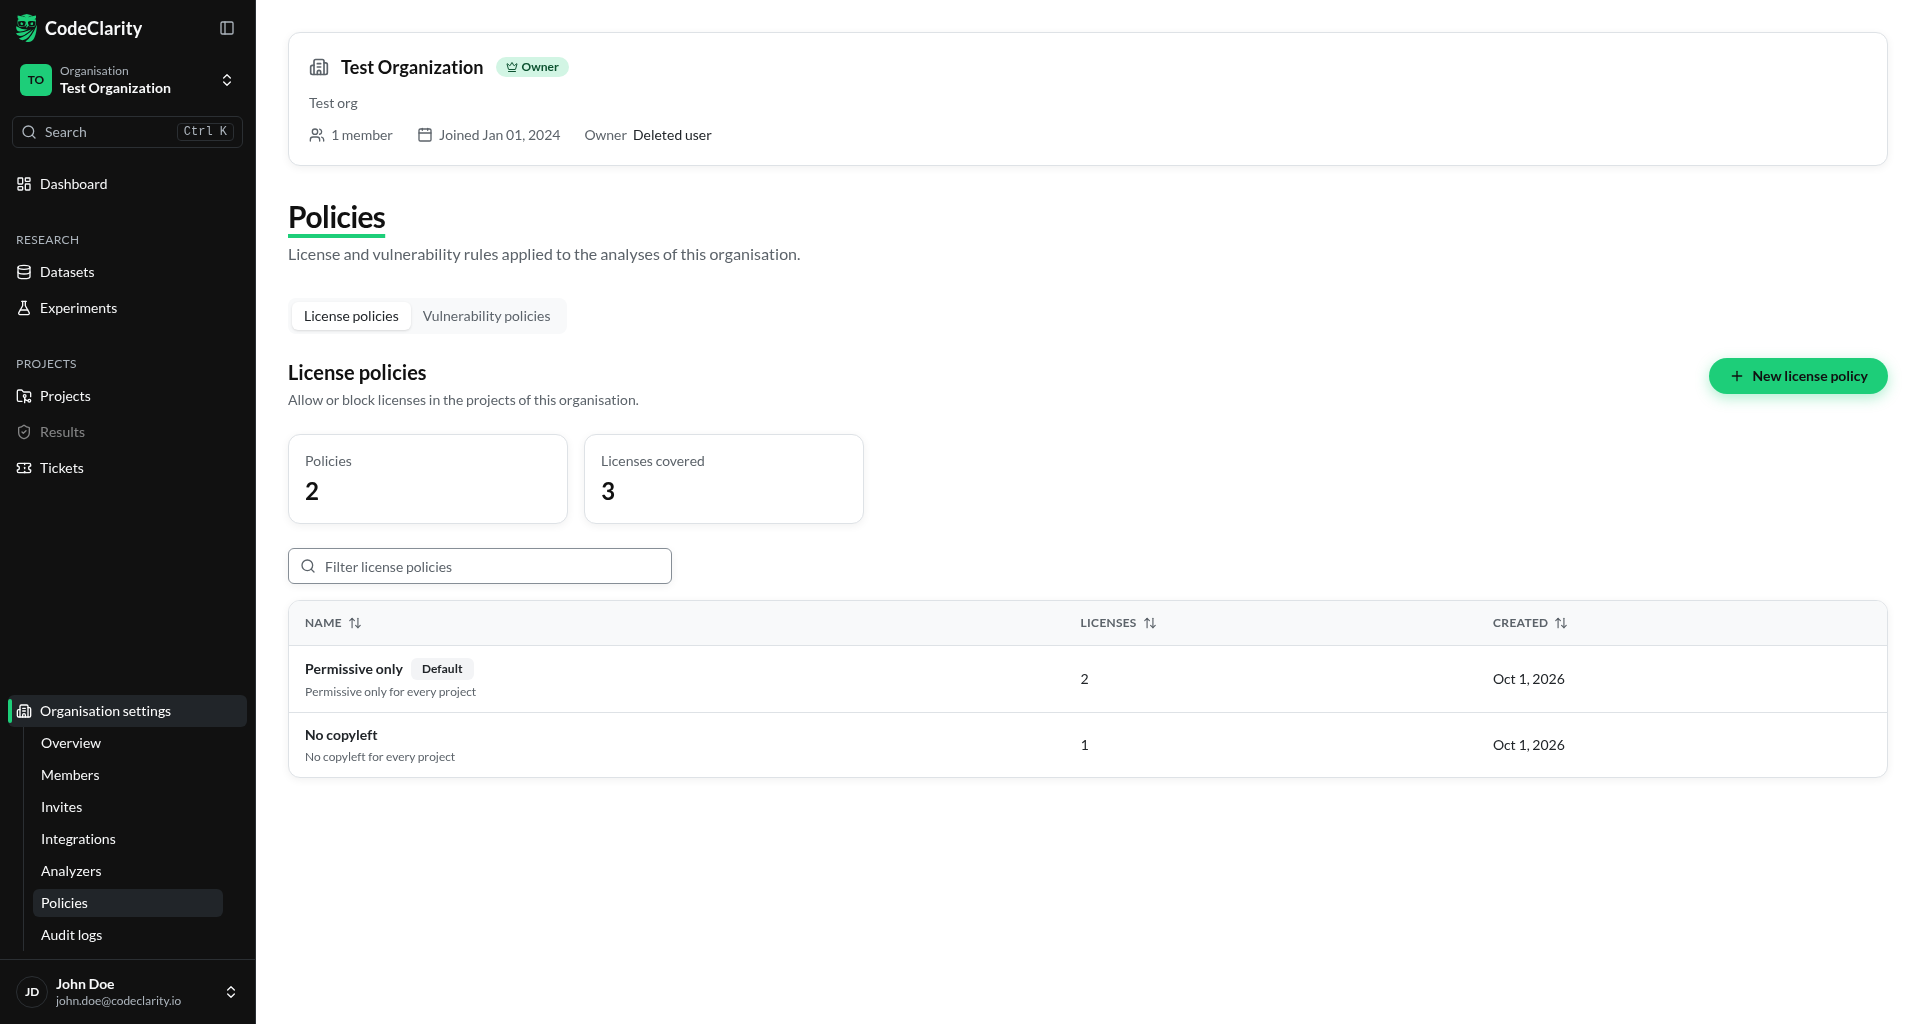 CodeClarity
TO
Organisation
Test Organization
Search
Ctrl K
Dashboard
RESEARCH
Datasets
Experiments
PROJECTS
Projects
Results
Tickets
Organisation settings
Overview
Members
Invites
Integrations
Analyzers
Policies
Audit logs
JD
John Doe
john.doe@codeclarity.io
Test Organization
Owner
Test org
1 member
Joined Jan 01, 2024
Owner Deleted user
Policies
License and vulnerability rules applied to the analyses of this organisation.
License policies
Vulnerability policies
License policies
Allow or block licenses in the projects of this organisation.
New license policy
Policies
2
Licenses covered
3
Filter license policies
NAME
LICENSES
CREATED
Permissive only
Default
Permissive only for every project
2
Oct 1, 2026
No copyleft
No copyleft for every project
1
Oct 1, 2026